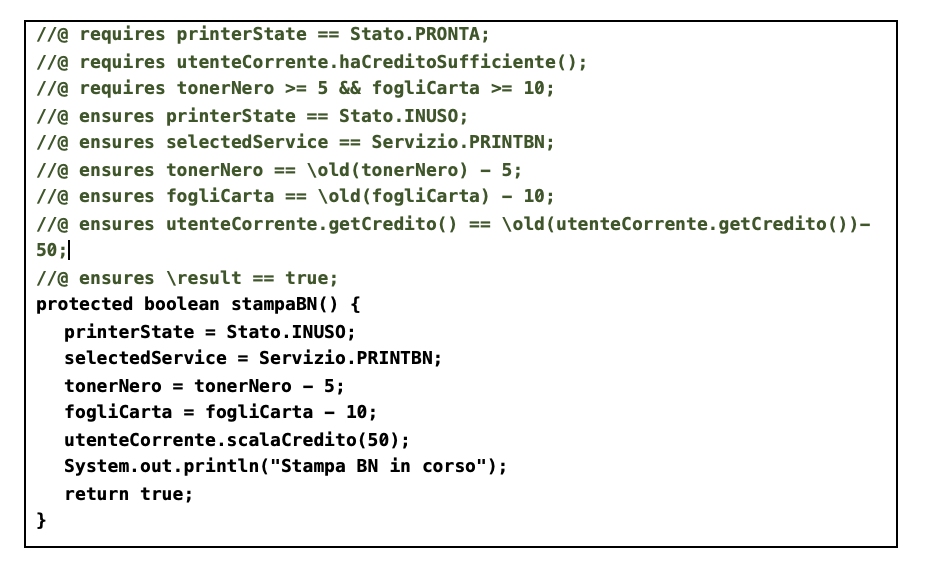 //@ requires printerState == Stato.PRONTA;
//@ requires utenteCorrente.haCreditoSufficiente();
//@ requires tonerNero >= 5 && fogliCarta >= 10;
//@ ensures printerState == Stato.INUSO;
//@ ensures selectedService == Servizio.PRINTBN;
//@ ensures tonerNero == \old(tonerNero) – 5;
//@ ensures fogliCarta == \old(fogliCarta) – 10;
//@ ensures utenteCorrente.getCredito() == \old(utenteCorrente.getCredito())–
50;
//@ ensures \result == true;
protected boolean stampaBN() {
printerState = Stato.INUSO;
selectedService = Servizio.PRINTBN;
tonerNero = tonerNero – 5;
fogliCarta = fogliCarta – 10;
utenteCorrente.scalaCredito(50);
System.out.println("Stampa BN in corso");
return true;
}